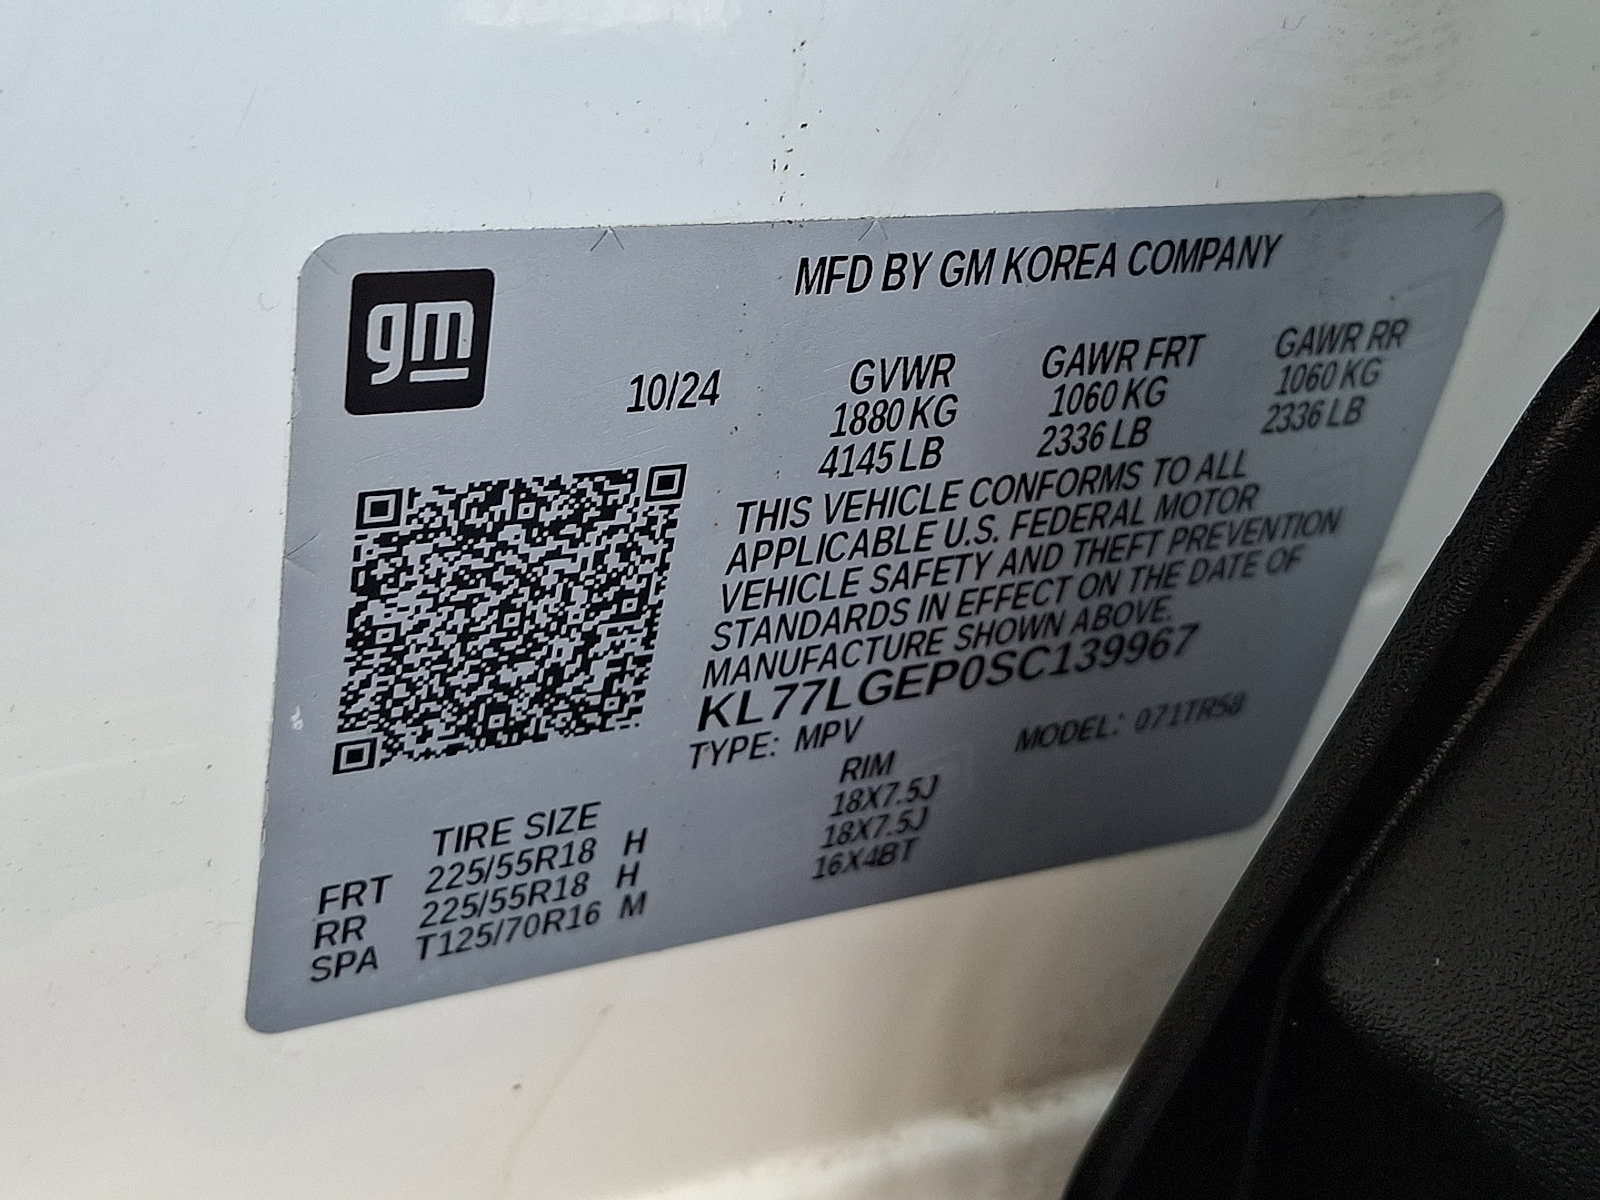 gm
MFD BY GM KOREA COMPANY
10/24
GVWR GAWR FRT GAWR RR
1880 KG 1060 KG 1060 KG
4145 LB 2336 LB 2336 LB
THIS VEHICLE CONFORMS TO ALL
APPLICABLE U.S. FEDERAL MOTOR
VEHICLE SAFETY AND THEFT PREVENTION
STANDARDS IN EFFECT ON THE DATE OF
MANUFACTURE SHOWN ABOVE.
KL77LGEP0SC139967
TYPE: MPV MODEL: 071TR58
TIRE SIZE RIM
FRT 225/55R18 H 18X7.5J
RR 225/55R18 H 18X7.5J
SPA T125/70R16 M 16X4BT